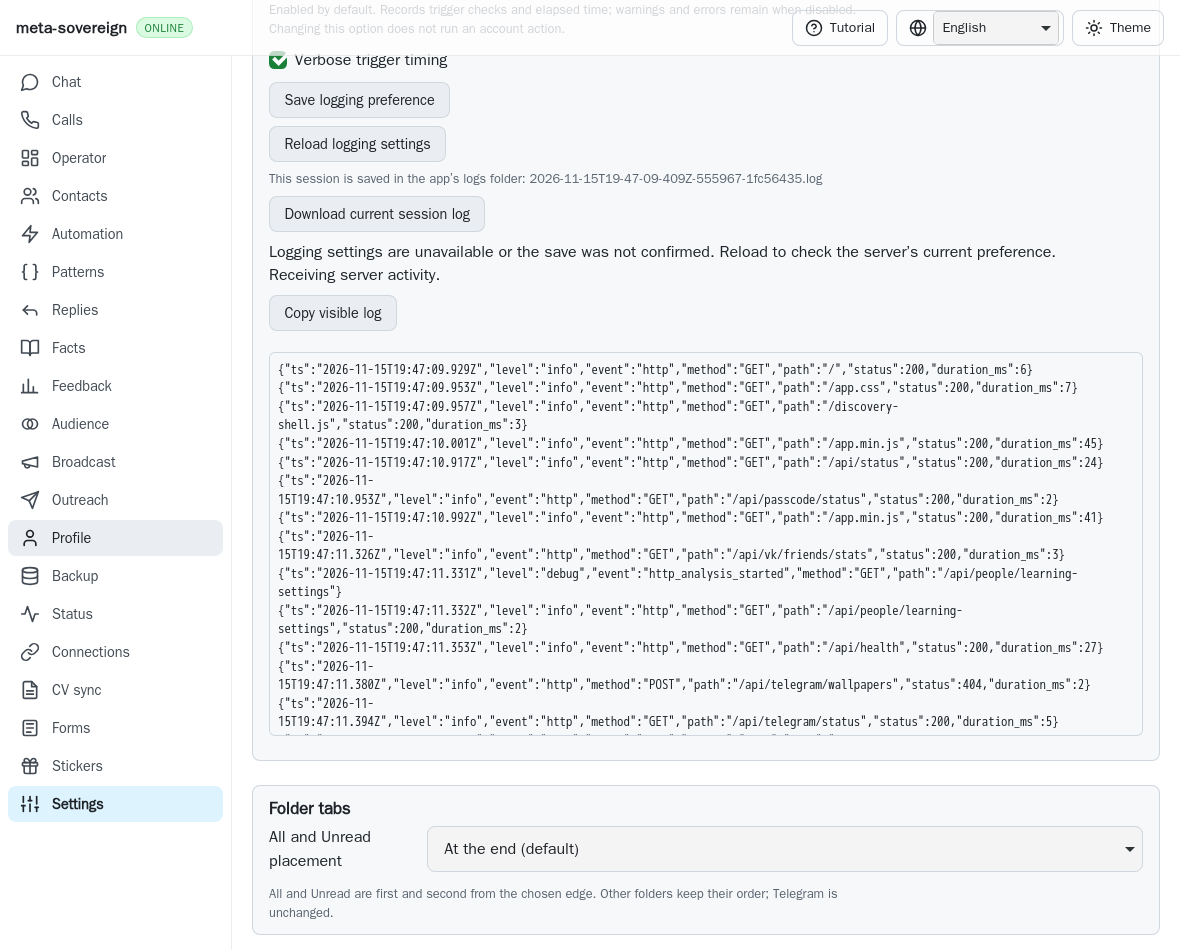 meta-sovereign ONLINE
Enabled by default. Records trigger checks and elapsed time; warnings and errors remain when disabled.
Changing this option does not run an account action.
Tutorial
English
Theme
Chat
Calls
Operator
Contacts
Automation
Patterns
Replies
Facts
Feedback
Audience
Broadcast
Outreach
Profile
Backup
Status
Connections
CV sync
Forms
Stickers
Settings
Verbose trigger timing
Save logging preference
Reload logging settings
This session is saved in the app's logs folder: 2026-11-15T19-47-09-409Z-555967-1fc56435.log
Download current session log
Logging settings are unavailable or the save was not confirmed. Reload to check the server's current preference.
Receiving server activity.
Copy visible log
{"ts":"2026-11-15T19:47:09.929Z","level":"info","event":"http","method":"GET","path":"/","status":200,"duration_ms":6}
{"ts":"2026-11-15T19:47:09.953Z","level":"info","event":"http","method":"GET","path":"/app.css","status":200,"duration_ms":7}
{"ts":"2026-11-15T19:47:09.957Z","level":"info","event":"http","method":"GET","path":"/discovery-
shell.js","status":200,"duration_ms":3}
{"ts":"2026-11-15T19:47:10.001Z","level":"info","event":"http","method":"GET","path":"/app.min.js","status":200,"duration_ms":45}
{"ts":"2026-11-15T19:47:10.917Z","level":"info","event":"http","method":"GET","path":"/api/status","status":200,"duration_ms":24}
{"ts":"2026-11-
15T19:47:10.953Z","level":"info","event":"http","method":"GET","path":"/api/passcode/status","status":200,"duration_ms":2}
{"ts":"2026-11-15T19:47:10.992Z","level":"info","event":"http","method":"GET","path":"/app.min.js","status":200,"duration_ms":41}
{"ts":"2026-11-
15T19:47:11.326Z","level":"info","event":"http","method":"GET","path":"/api/vk/friends/stats","status":200,"duration_ms":3}
{"ts":"2026-11-15T19:47:11.331Z","level":"debug","event":"http_analysis_started","method":"GET","path":"/api/people/learning-
settings"}
{"ts":"2026-11-15T19:47:11.332Z","level":"info","event":"http","method":"GET","path":"/api/people/learning-
settings","status":200,"duration_ms":2}
{"ts":"2026-11-15T19:47:11.353Z","level":"info","event":"http","method":"GET","path":"/api/health","status":200,"duration_ms":27}
{"ts":"2026-11-
15T19:47:11.380Z","level":"info","event":"http","method":"POST","path":"/api/telegram/wallpapers","status":404,"duration_ms":2}
{"ts":"2026-11-
15T19:47:11.394Z","level":"info","event":"http","method":"GET","path":"/api/telegram/status","status":200,"duration_ms":5}
Folder tabs
All and Unread
placement
At the end (default)
All and Unread are first and second from the chosen edge. Other folders keep their order; Telegram is
unchanged.